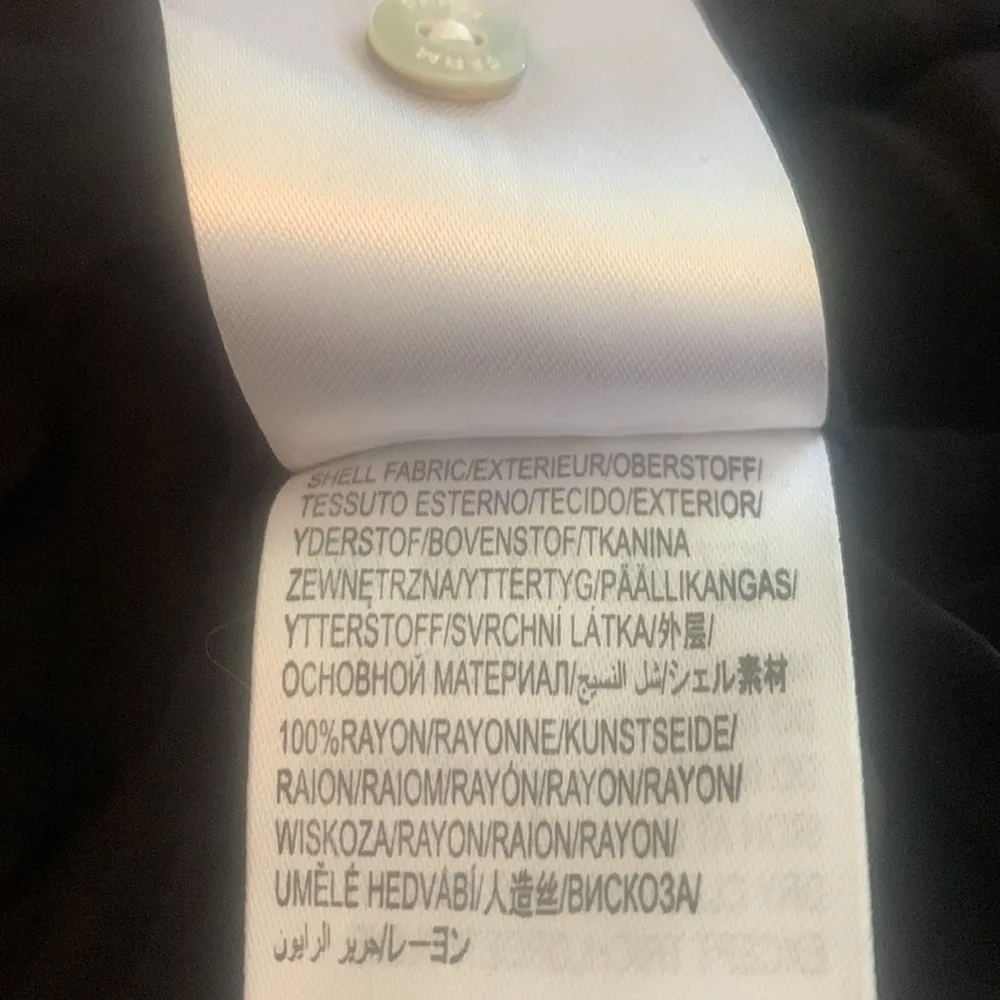 SHELL FABRIC/EXTERIEUR/OBERSTOFF/
TESSUTO ESTERNO/TECIDO/EXTERIOR/
YDERSTOF/BOVENSTOF/TKANINA
ZEWNĘTRZNA/YTTERTYG/PÄÄLLIKANGAS/
YTTERSTOFF/SVRCHNÍ LÁTKA/外层/
ОСНОВНОЙ МАТЕРИАЛ/شل النسيج/シェル素材
100%RAYON/RAYONNE/KUNSTSEIDE/
RAION/RAIOM/RAYÓN/RAYON/RAYON/
WISKOZA/RAYON/RAION/RAYON/
UMĚLÉ HEDVÁBÍ/人造丝/ВИСКОЗА/
حرير الرايون/レーヨン